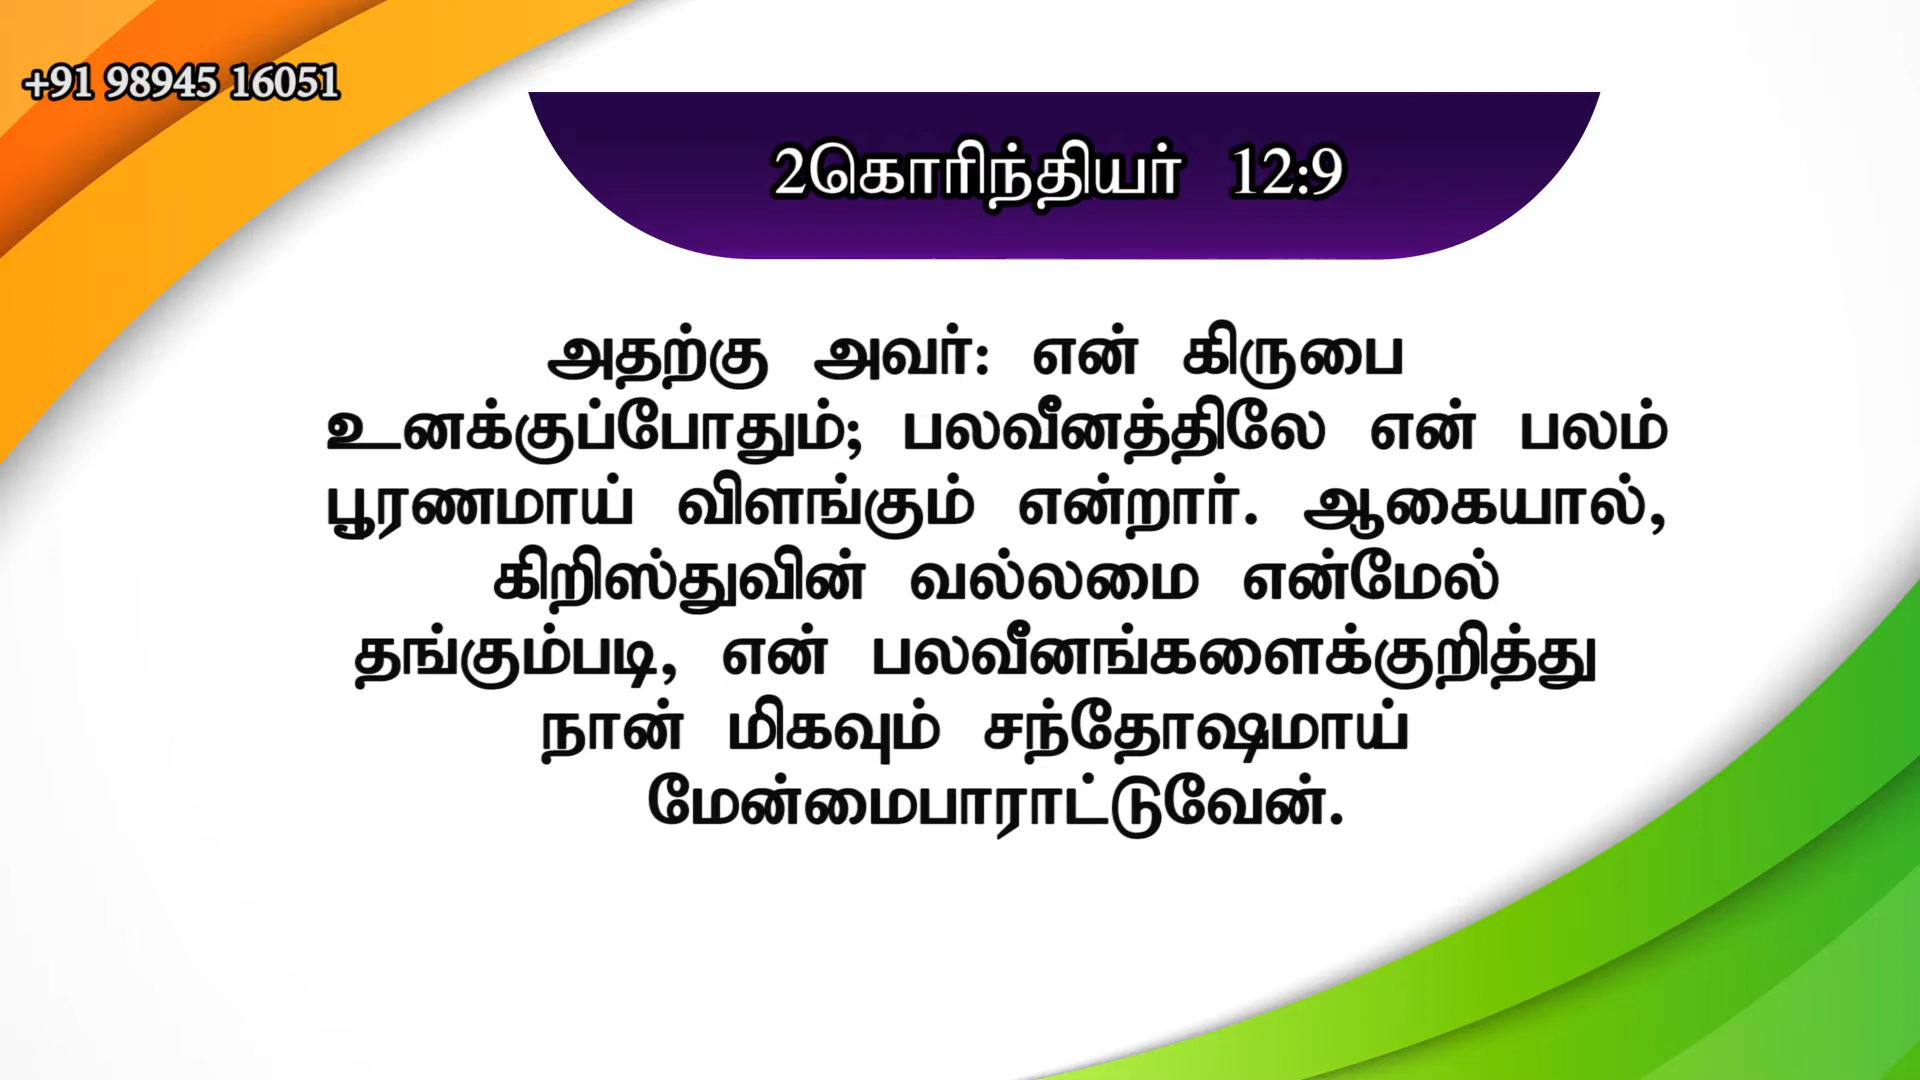 +91 98945 16051
2கொரிந்தியர் 12:9
அதற்கு அவர்: என் கிருபை
உனக்குப்போதும்; பலவீனத்திலே என் பலம்
பூரணமாய் விளங்கும் என்றார். ஆகையால்,
கிறிஸ்துவின் வல்லமை என்மேல்
தங்கும்படி, என் பலவீனங்களைக்குறித்து
நான் மிகவும் சந்தோஷமாய்
மேன்மைபாராட்டுவேன்.